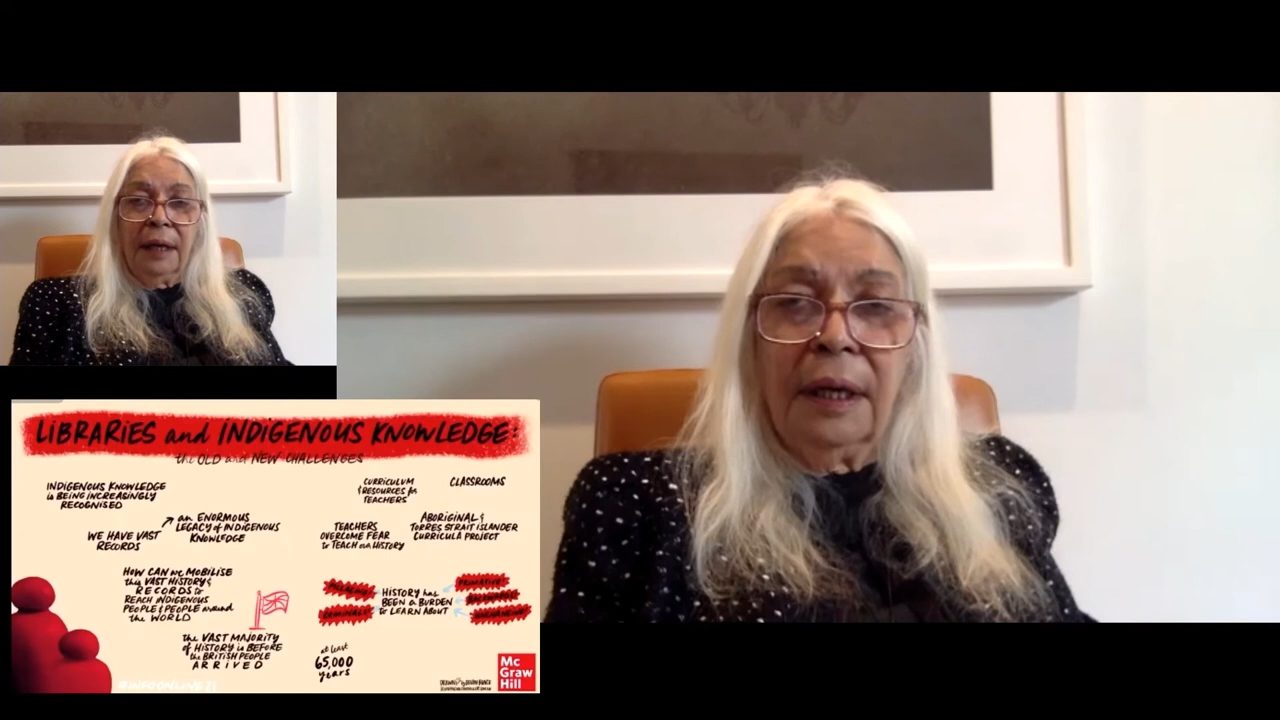 LIBRARIES and INDIGENOUS KNOWLEDGE:
the OLD and NEW CHALLENGES
INDIGENOUS KNOWLEDGE
is BEING INCREASINGLY
RECOGNISED
an ENORMOUS
LEGACY of INDIGENOUS
KNOWLEDGE
WE HAVE VAST
RECORDS
HOW CAN we MOBILISE
this VAST HISTORY &
RECORDS to
REACH INDIGENOUS
PEOPLE & PEOPLE around
the WORLD
the VAST MAJORITY
of HISTORY is BEFORE
the BRITISH PEOPLE
ARRIVED
CURRICULUM
& RESOURCES for
TEACHERS
CLASSROOMS
TEACHERS
OVERCOME FEAR
to TEACH our HISTORY
ABORIGINAL &
TORRES STRAIT ISLANDER
CURRICULA PROJECT
HISTORY has
BEEN a BURDEN
to LEARN ABOUT
at least
65,000
years
#INFOONLINE21
Mc
Graw
Hill